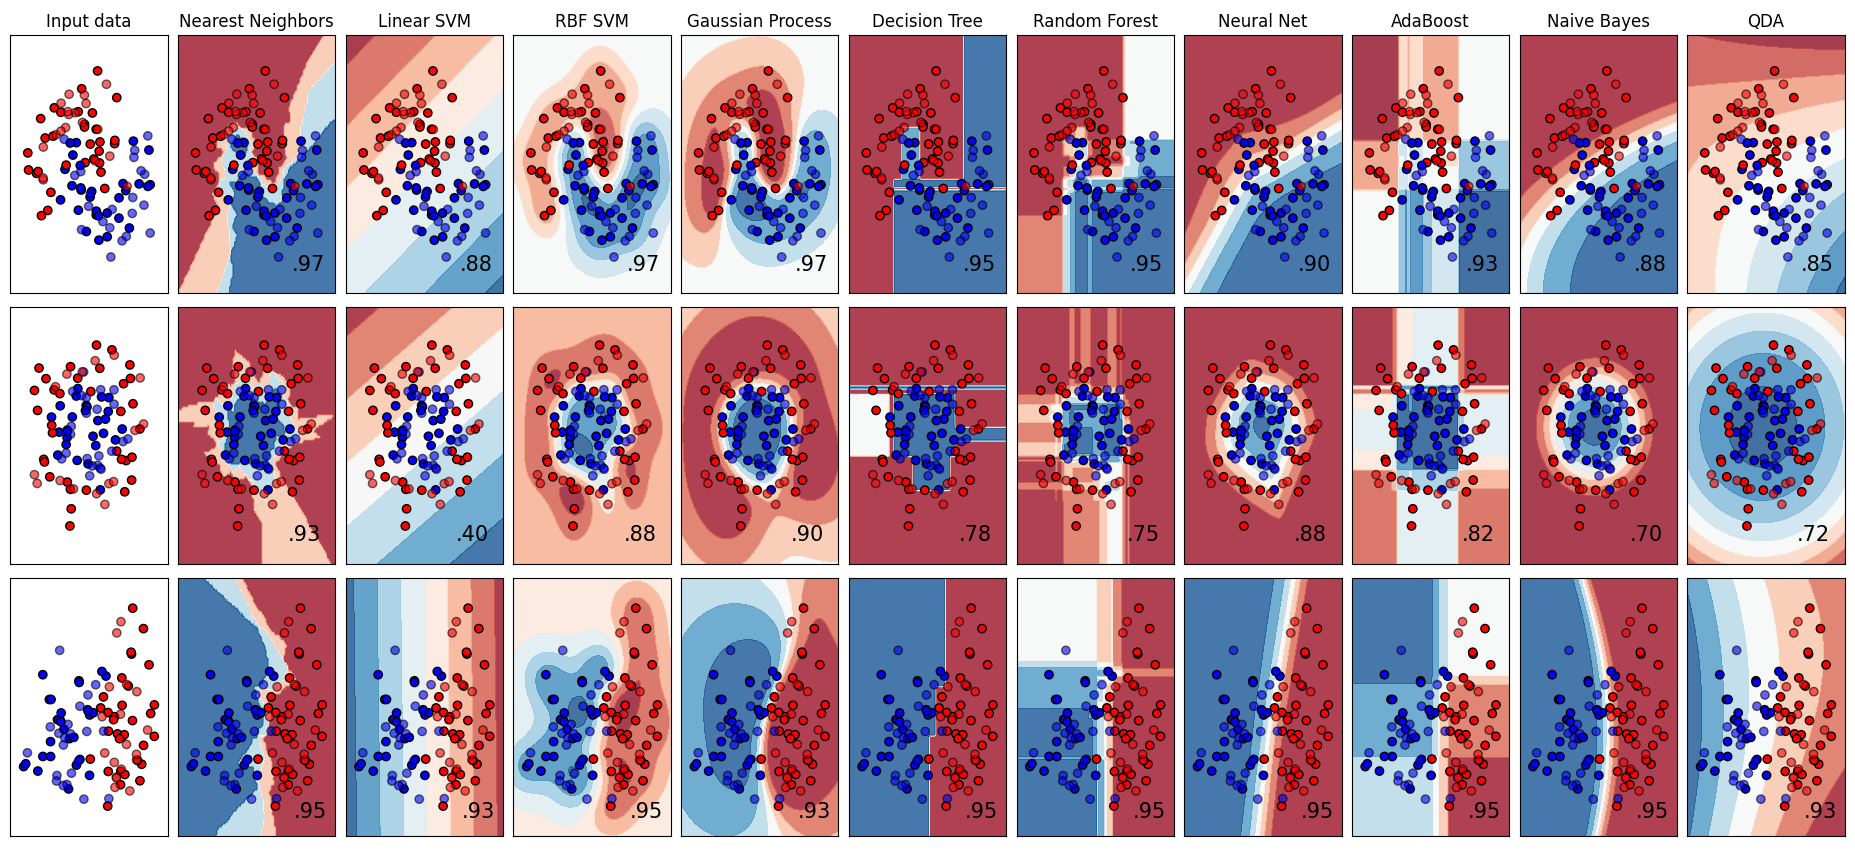 Input data Nearest Neighbors Linear SVM RBF SVM Gaussian Process Decision Tree Random Forest Neural Net AdaBoost Naive Bayes QDA
.97 .88 .97 .97 .95 .95 .90 .93 .88 .85
.93 .40 .88 .90 .78 .75 .88 .82 .70 .72
.95 .93 .95 .93 .95 .95 .95 .95 .95 .93